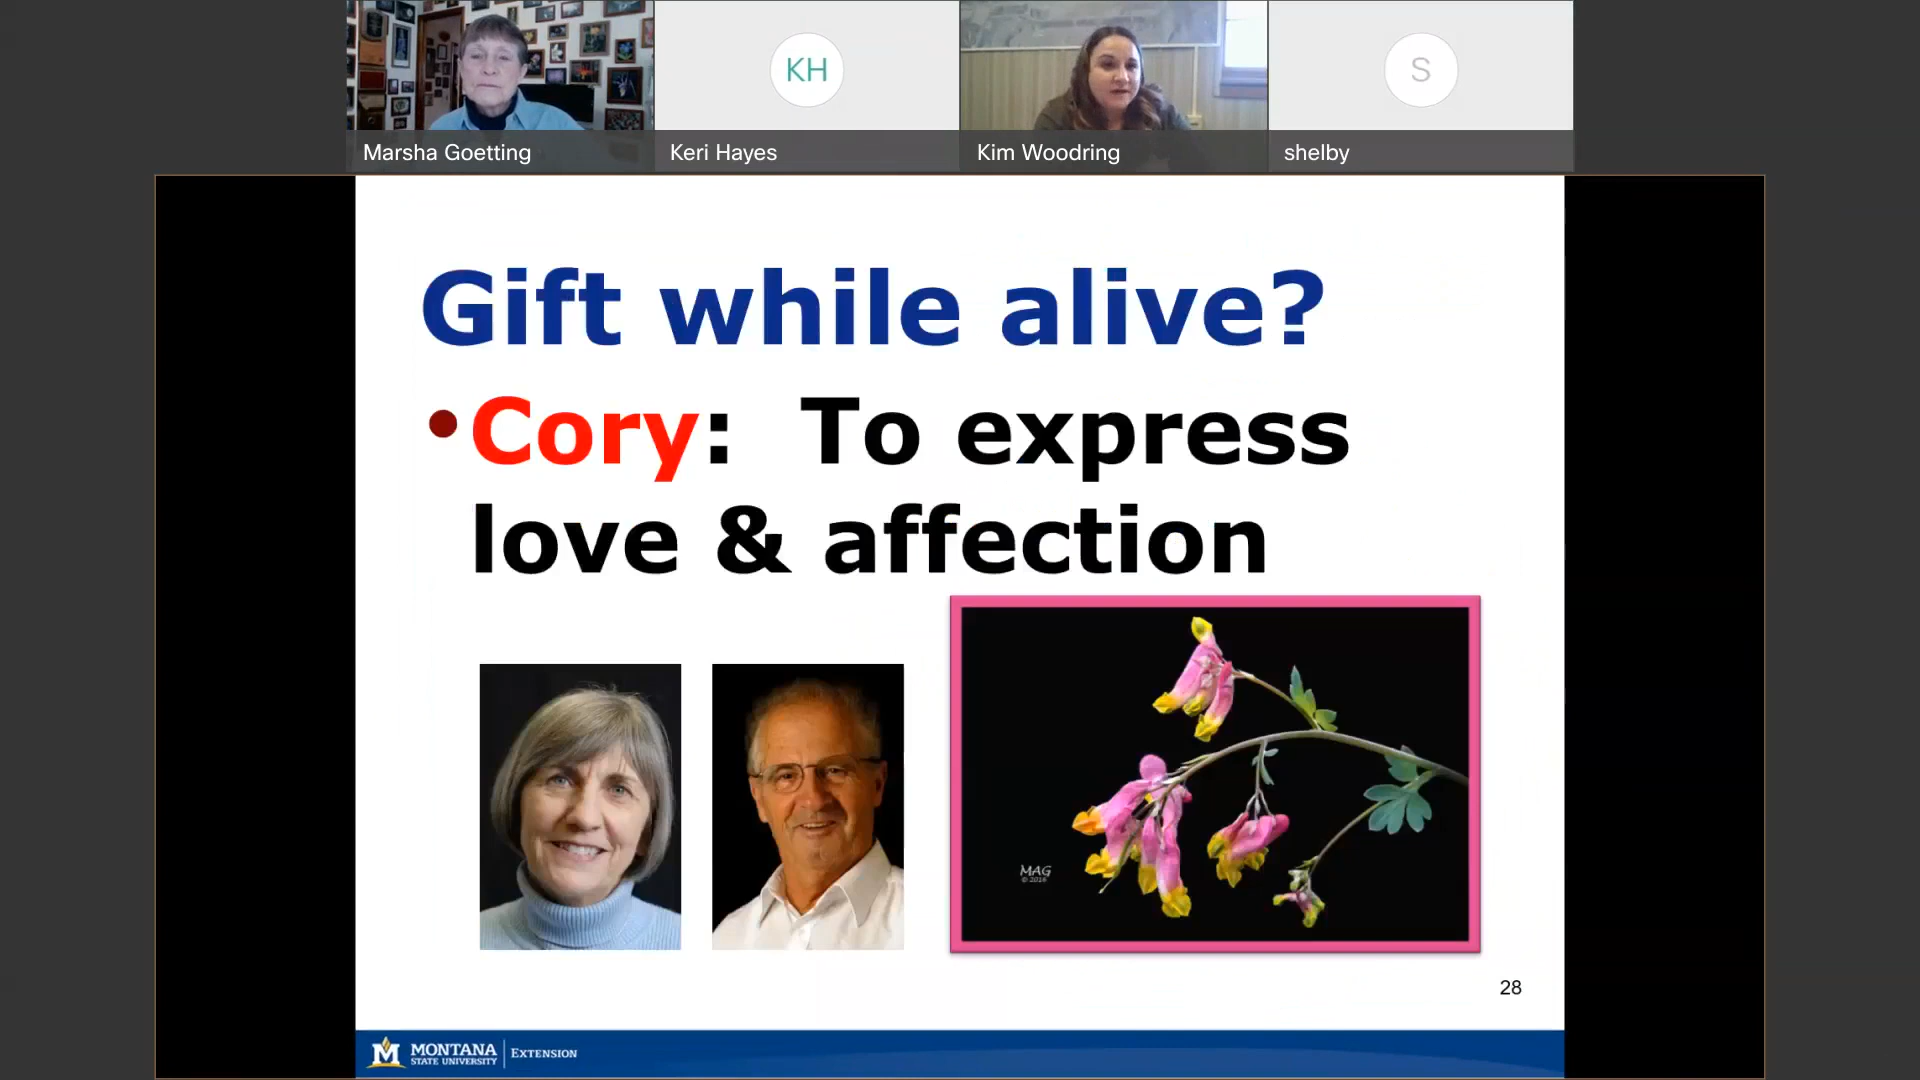 KH
S
Marsha Goetting
Keri Hayes
Kim Woodring
shelby
Gift while alive?
•Cory: To express
love & affection
MAG
© 2016
28
M MONTANA
STATE UNIVERSITY
EXTENSION